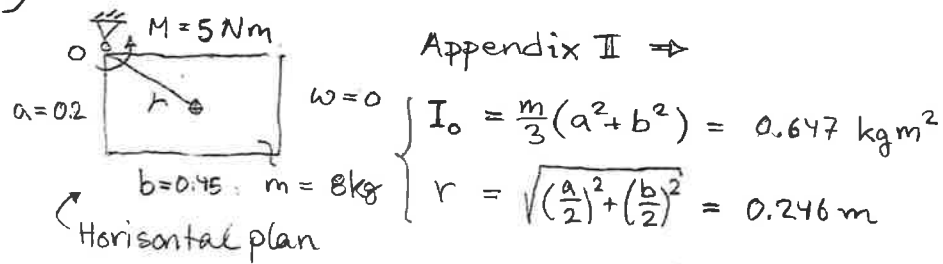 M = 5 Nm
O
a = 0.2
r
ω = 0
b = 0.45
m = 8kg
Horisontal plan
Appendix II ⇒
I₀ = m/3 (a² + b²) = 0.647 kgm²
r = √((a/2)² + (b/2)²) = 0.246 m